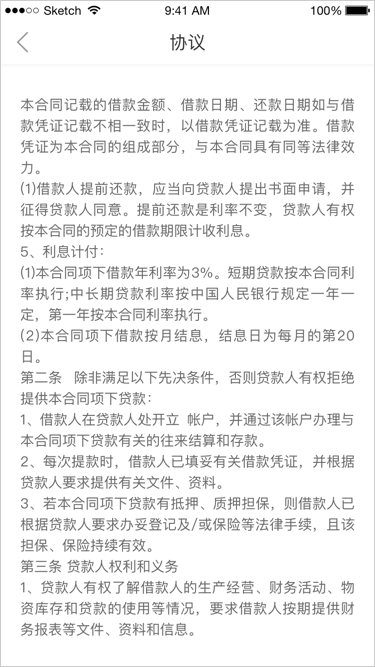 Sketch 9:41 AM 100%
协议
本合同记载的借款金额、借款日期、还款日期如与借
款凭证记载不相一致时，以借款凭证记载为准。借款
凭证为本合同的组成部分，与本合同具有同等法律效
力。
(1)借款人提前还款，应当向贷款人提出书面申请，并
征得贷款人同意。提前还款是利率不变，贷款人有权
按本合同的预定的借款期限计收利息。
5、利息计付：
(1)本合同项下借款年利率为3%。短期贷款按本合同利
率执行;中长期贷款利率按中国人民银行规定一年一
定，第一年按本合同利率执行。
(2)本合同项下借款按月结息，结息日为每月的第20
日。
第二条 除非满足以下先决条件，否则贷款人有权拒绝
提供本合同项下贷款：
1、借款人在贷款人处开立 帐户，并通过该帐户办理与
本合同项下贷款有关的往来结算和存款。
2、每次提款时，借款人已填妥有关借款凭证，并根据
贷款人要求提供有关文件、资料。
3、若本合同项下贷款有抵押、质押担保，则借款人已
根据贷款人要求办妥登记及/或保险等法律手续，且该
担保、保险持续有效。
第三条 贷款人权利和义务
1、贷款人有权了解借款人的生产经营、财务活动、物
资库存和贷款的使用等情况，要求借款人按期提供财
务报表等文件、资料和信息。